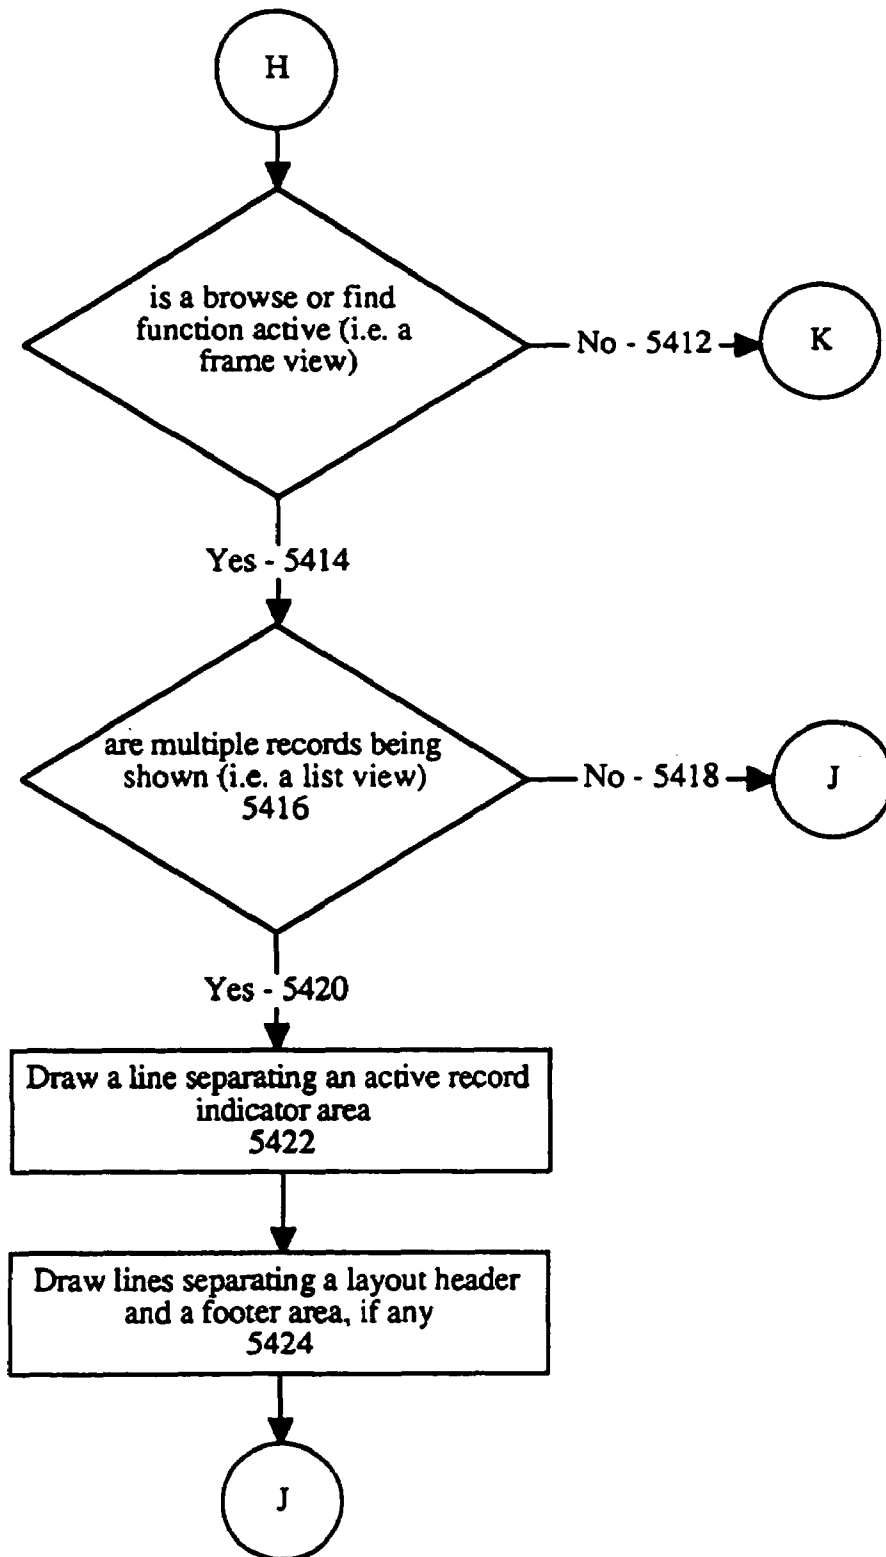 H
is a browse or find
function active (i.e. a
frame view)
No - 5412
K
Yes - 5414
are multiple records being
shown (i.e. a list view)
5416
No - 5418
J
Yes - 5420
Draw a line separating an active record
indicator area
5422
Draw lines separating a layout header
and a footer area, if any
5424
J